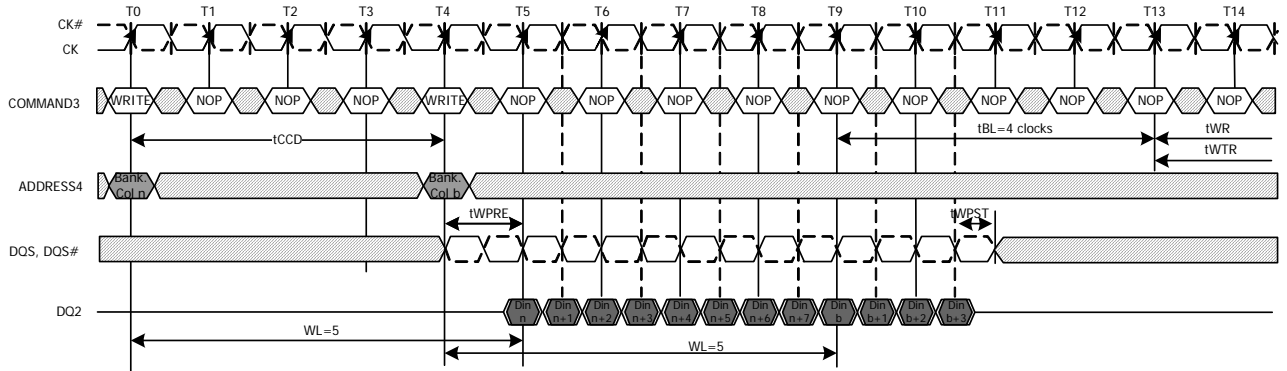 CK#
CK
T0 T1 T2 T3 T4 T5 T6 T7 T8 T9 T10 T11 T12 T13 T14
COMMAND3
WRITE NOP NOP NOP WRITE NOP NOP NOP NOP NOP NOP NOP NOP NOP NOP
tCCD
tBL=4 clocks
tWR
tWTR
ADDRESS4
Bank.
Col n
Bank.
Col b
tWPRE
tWPST
DQS, DQS#
DQ2
Din
n
Din
n+1
Din
n+2
Din
n+3
Din
n+4
Din
n+5
Din
n+6
Din
n+7
Din
b
Din
b+1
Din
b+2
Din
b+3
WL=5
WL=5